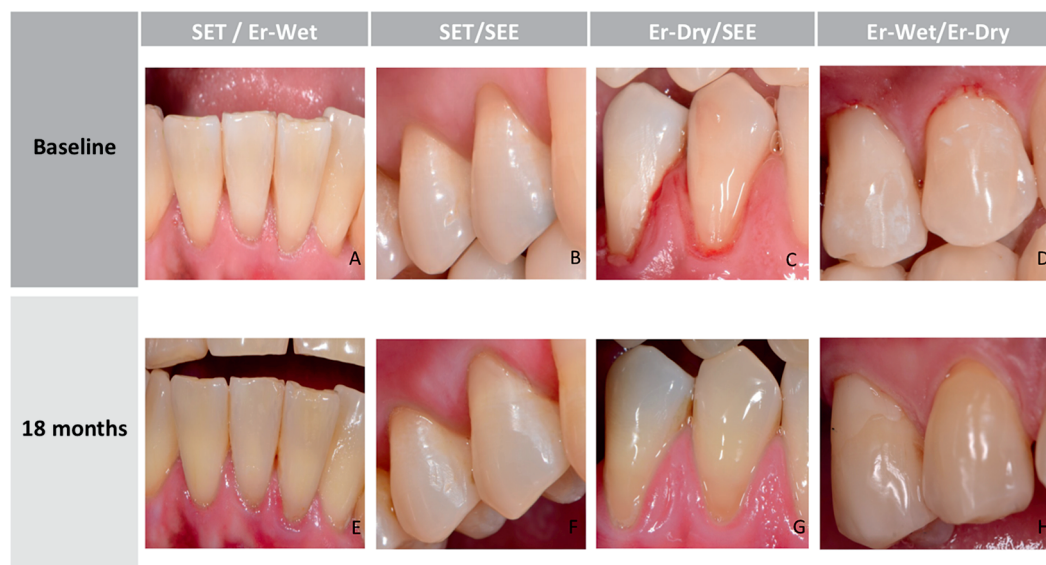 SET / Er-Wet
SET/SEE
Er-Dry/SEE
Er-Wet/Er-Dry
Baseline
A
B
C
D
18 months
E
F
G
H